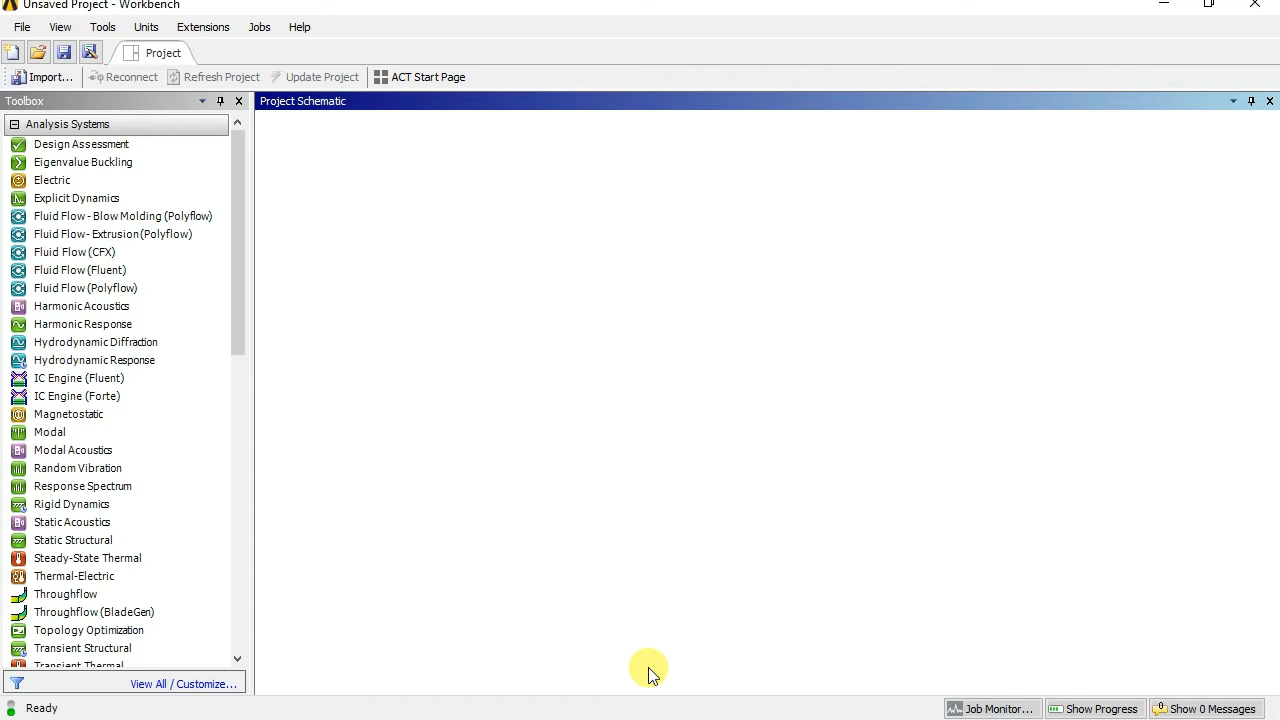 Unsaved Project - Workbench
File View Tools Units Extensions Jobs Help
Project
Import... Reconnect Refresh Project Update Project ACT Start Page
Toolbox
Project Schematic
Analysis Systems
Design Assessment
Eigenvalue Buckling
Electric
Explicit Dynamics
Fluid Flow - Blow Molding (Polyflow)
Fluid Flow- Extrusion (Polyflow)
Fluid Flow (CFX)
Fluid Flow (Fluent)
Fluid Flow (Polyflow)
Harmonic Acoustics
Harmonic Response
Hydrodynamic Diffraction
Hydrodynamic Response
IC Engine (Fluent)
IC Engine (Forte)
Magnetostatic
Modal
Modal Acoustics
Random Vibration
Response Spectrum
Rigid Dynamics
Static Acoustics
Static Structural
Steady-State Thermal
Thermal-Electric
Throughflow
Throughflow (BladeGen)
Topology Optimization
Transient Structural
Transient Thermal
View All / Customize...
Ready
Job Monitor... Show Progress Show 0 Messages